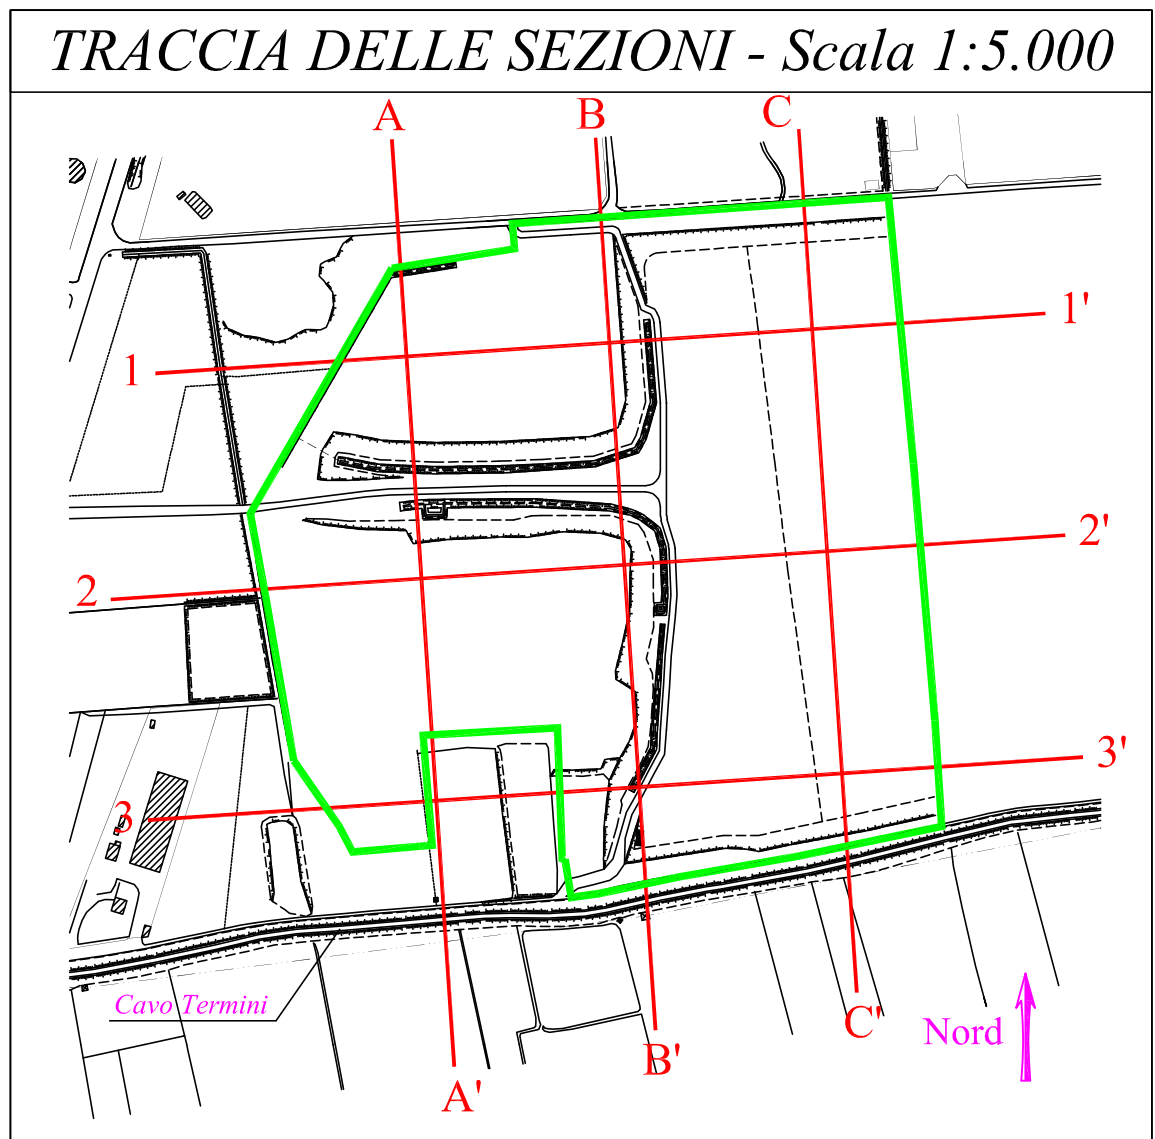 TRACCIA DELLE SEZIONI - Scala 1:5.000
A
B
C
1
1'
2
2'
3
3'
Cavo Termini
Nord
C'
B'
A'